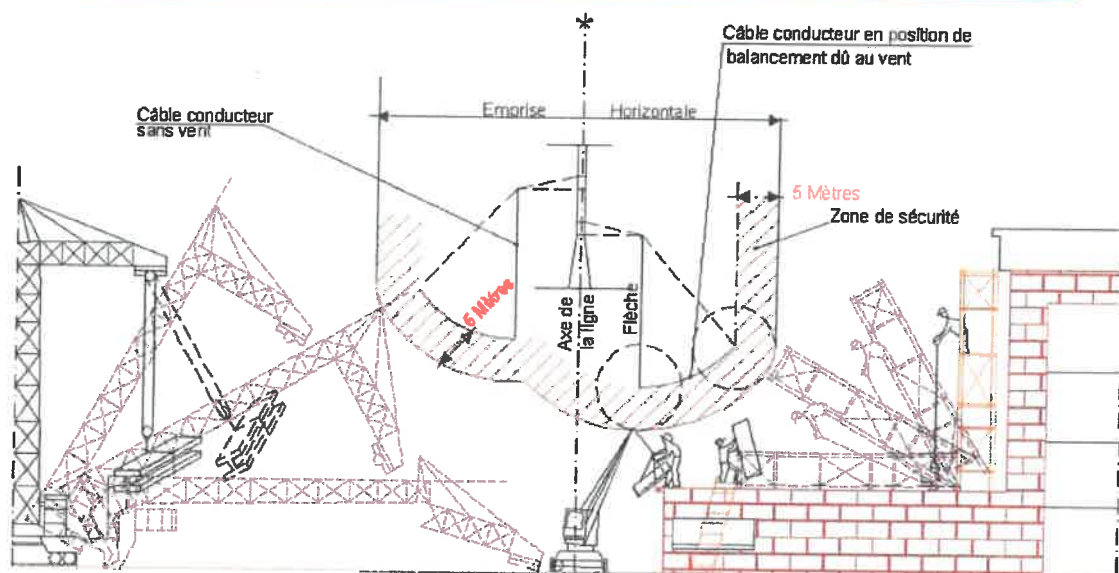 Câble conducteur en position de
balancement dû au vent
Câble conducteur
sans vent
Emprise Horizontale
5 Mètres
Zone de sécurité
6 Mètres
Axe de
la ligne
Flèche